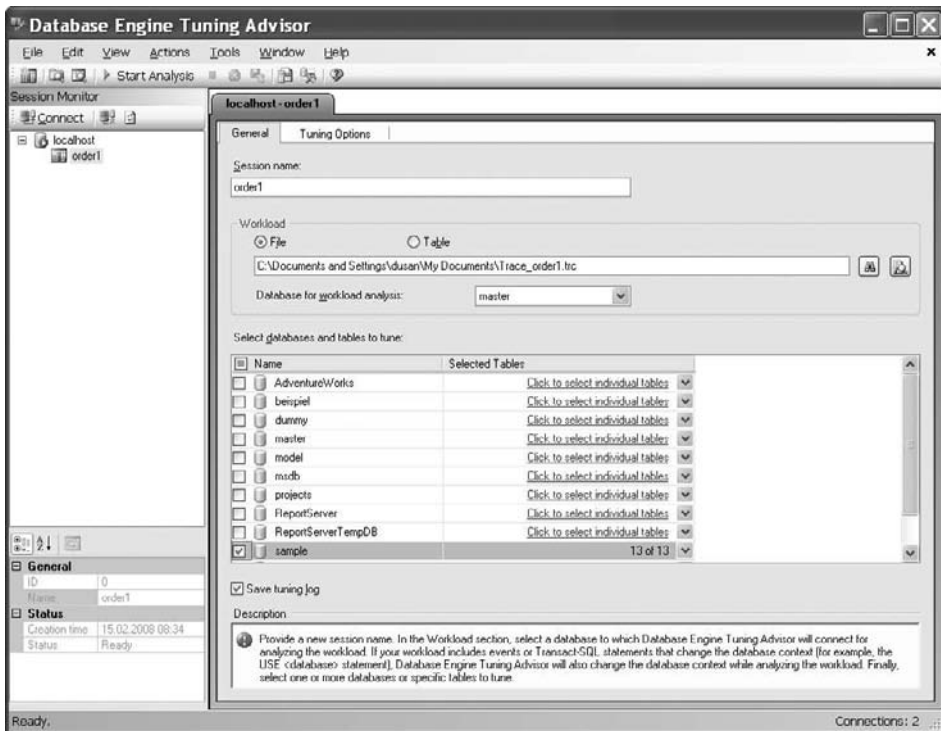 Database Engine Tuning Advisor
File Edit View Actions Tools Window Help
Start Analysis
Session Monitor
Connect
localhost
order1
localhost - order1
General Tuning Options
Session name:
order1
Workload
File Table
C:\Documents and Settings\dusan\My Documents\Trace_order1.trc
Database for workload analysis: master
Select databases and tables to tune:
Name Selected Tables
AdventureWorks Click to select individual tables
beispiel Click to select individual tables
dummy Click to select individual tables
master Click to select individual tables
model Click to select individual tables
msdb Click to select individual tables
projects Click to select individual tables
ReportServer Click to select individual tables
ReportServerTempDB Click to select individual tables
sample 13 of 13
Save tuning log
Description
Provide a new session name. In the Workload section, select a database to which Database Engine Tuning Advisor will connect for
analyzing the workload. If your workload includes events or Transact-SQL statements that change the database context (for example, the
USE <database> statement), Database Engine Tuning Advisor will also change the database context while analyzing the workload. Finally,
select one or more databases or specific tables to tune.
General
ID 0
Name order1
Status
Creation time 15.02.2008 08:34
Status Ready
Ready. Connections: 2